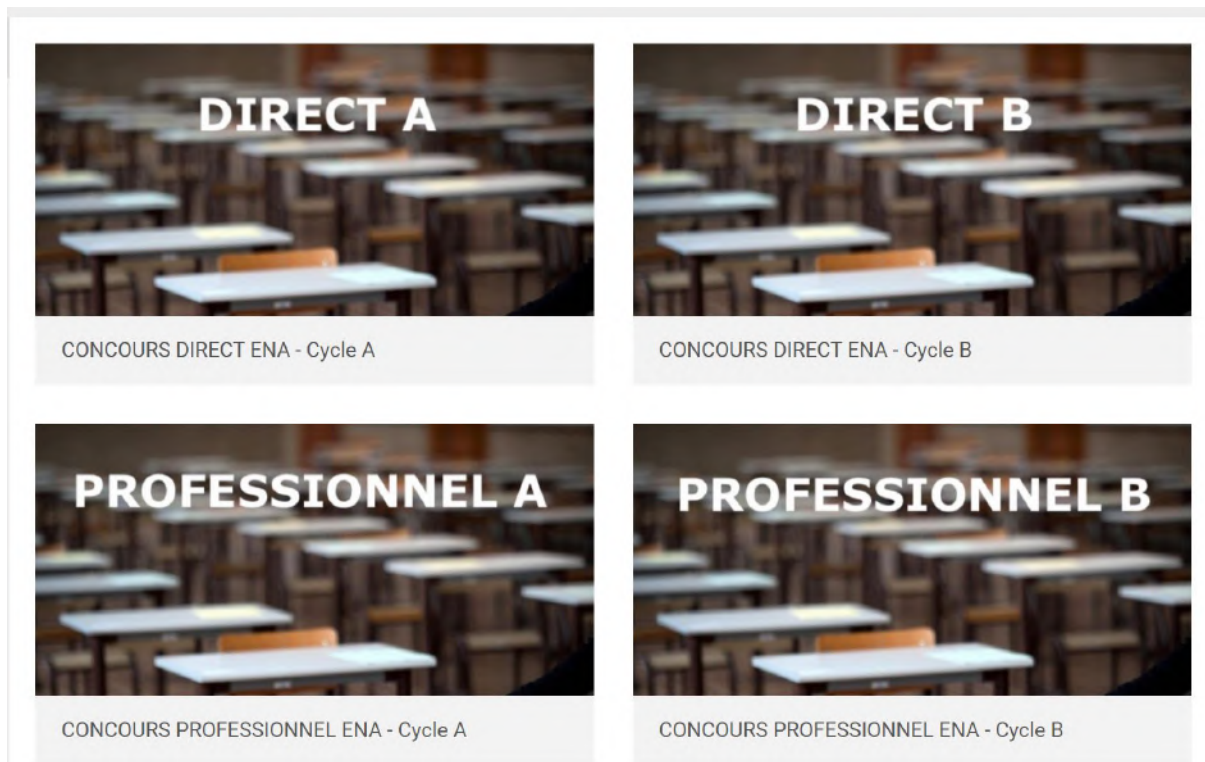 DIRECT A
DIRECT B
CONCOURS DIRECT ENA - Cycle A
CONCOURS DIRECT ENA - Cycle B
PROFESSIONNEL A
PROFESSIONNEL B
CONCOURS PROFESSIONNEL ENA - Cycle A
CONCOURS PROFESSIONNEL ENA - Cycle B